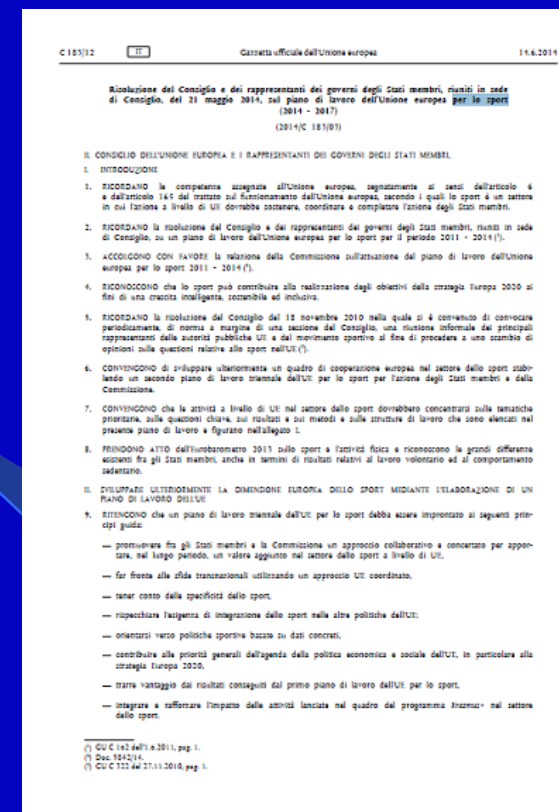 C 183/12 IT Gazzetta ufficiale dell'Unione europea 14.6.2014
Risoluzione del Consiglio e dei rappresentanti dei governi degli Stati membri, riuniti in sede
di Consiglio, del 21 maggio 2014, sul piano di lavoro dell'Unione europea per lo sport
(2014 - 2017)
(2014/C 183/03)
IL CONSIGLIO DELL'UNIONE EUROPEA E I RAPPRESENTANTI DEI GOVERNI DEGLI STATI MEMBRI,
I. INTRODUZIONE
1. RICORDANO le competenze assegnate all'Unione europea, segnatamente ai sensi dell'articolo 6
e dell'articolo 165 del trattato sul funzionamento dell'Unione europea, secondo i quali lo sport è un settore
in cui l'azione a livello di UE dovrebbe sostenere, coordinare e completare l'azione degli Stati membri.
2. RICORDANO la risoluzione del Consiglio e dei rappresentanti dei governi degli Stati membri, riuniti in sede
di Consiglio, su un piano di lavoro dell'Unione europea per lo sport per il periodo 2011 - 2014 (¹).
3. ACCOLGONO CON FAVORE la relazione della Commissione sull'attuazione del piano di lavoro dell'Unione
europea per lo sport 2011 - 2014 (²).
4. RICONOSCONO che lo sport può contribuire alla realizzazione degli obiettivi della strategia Europa 2020 ai
fini di una crescita intelligente, sostenibile ed inclusiva.
5. RICORDANO la risoluzione del Consiglio del 18 novembre 2010 nella quale si è convenuto di convocare
periodicamente, di norma a margine di una sessione del Consiglio, una riunione informale dei principali
rappresentanti delle autorità pubbliche UE e del movimento sportivo al fine di procedere a uno scambio di
opinioni sulle questioni relative allo sport nell'UE (³).
6. CONVENGONO di sviluppare ulteriormente un quadro di cooperazione europea nel settore dello sport stabi-
lendo un secondo piano di lavoro triennale dell'UE per lo sport per l'azione degli Stati membri e della
Commissione.
7. CONVENGONO che le attività a livello di UE nel settore dello sport dovrebbero concentrarsi sulle tematiche
prioritarie, sulle questioni chiave, sui risultati e sui metodi e sulle strutture di lavoro che sono elencati nel
presente piano di lavoro e figurano nell'allegato I.
8. PRENDONO ATTO dell'Eurobarometro 2013 sullo sport e l'attività fisica e riconoscono le grandi differenze
esistenti fra gli Stati membri, anche in termini di risultati relativi al lavoro volontario ed al comportamento
sedentario.
II. SVILUPPARE ULTERIORMENTE LA DIMENSIONE EUROPEA DELLO SPORT MEDIANTE L'ELABORAZIONE DI UN
PIANO DI LAVORO DELL'UE
9. RITENGONO che un piano di lavoro triennale dell'UE per lo sport debba essere improntato ai seguenti prin-
cipi guida:
— promuovere fra gli Stati membri e la Commissione un approccio collaborativo e concertato per appor-
tare, nel lungo periodo, un valore aggiunto nel settore dello sport a livello di UE,
— far fronte alle sfide transnazionali utilizzando un approccio UE coordinato,
— tener conto della specificità dello sport,
— rispecchiare l'esigenza di integrazione dello sport nelle altre politiche dell'UE;
— orientarsi verso politiche sportive basate su dati concreti,
— contribuire alle priorità generali dell'agenda della politica economica e sociale dell'UE, in particolare alla
strategia Europa 2020,
— trarre vantaggio dai risultati conseguiti dal primo piano di lavoro dell'UE per lo sport,
— integrare e rafforzare l'impatto delle attività lanciate nel quadro del programma Erasmus+ nel settore
dello sport.
(¹) GU C 162 dell'1.6.2011, pag. 1.
(²) Doc. 5842/14.
(³) GU C 322 del 27.11.2010, pag. 1.